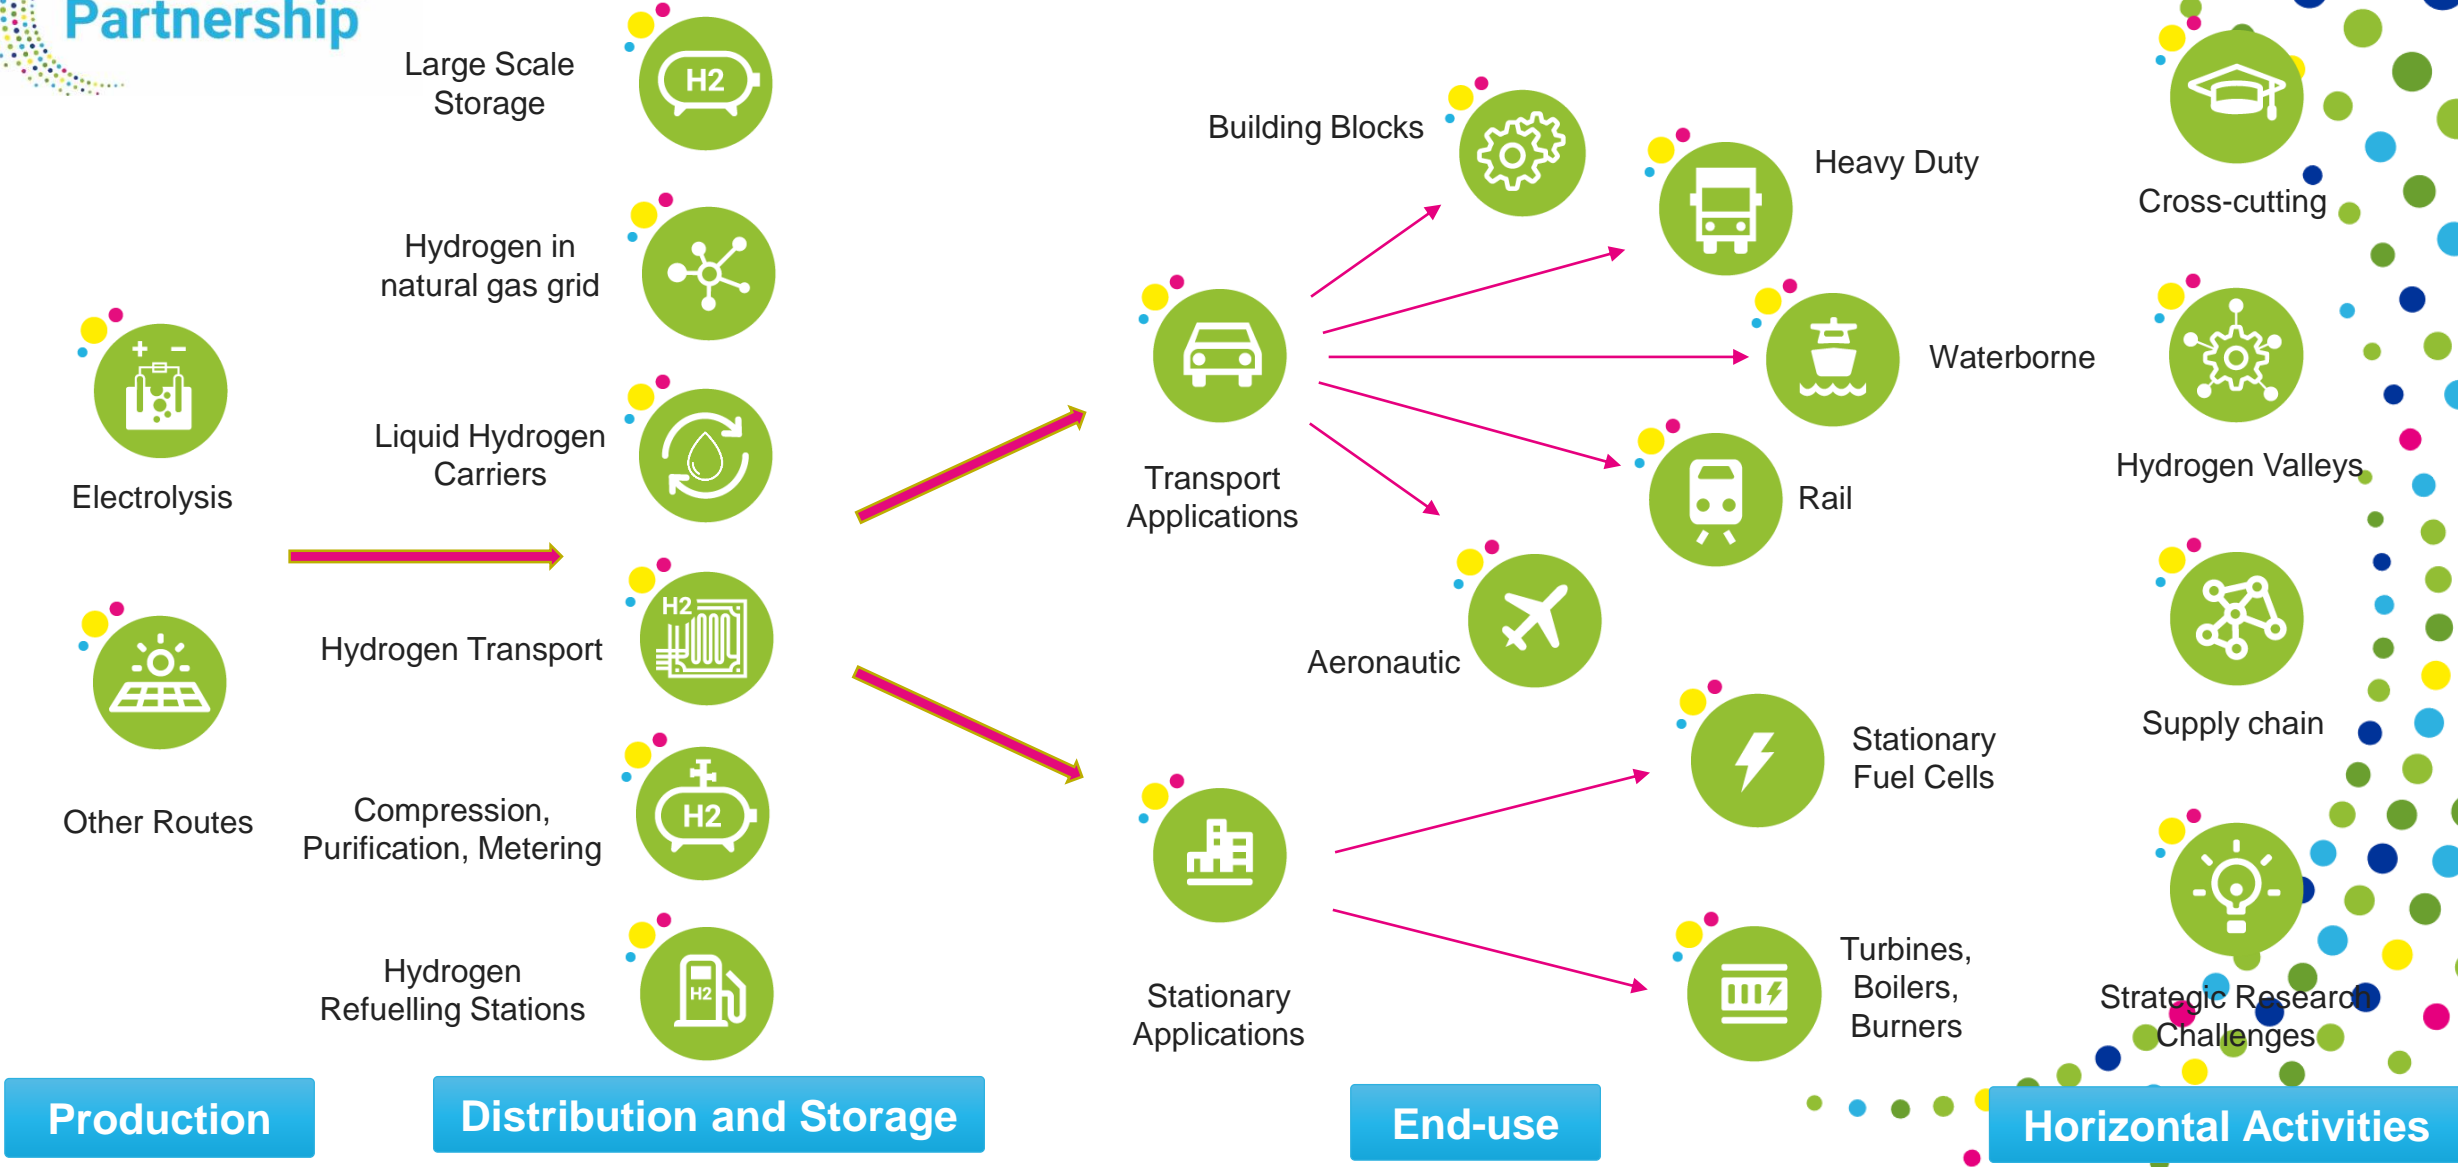 Partnership
Electrolysis
Other Routes
Production
Large Scale
Storage
H2
Hydrogen in
natural gas grid
Liquid Hydrogen
Carriers
Hydrogen Transport
H2
Compression,
Purification, Metering
H2
Hydrogen
Refuelling Stations
H2
Distribution and Storage
Transport
Applications
Building Blocks
Heavy Duty
Waterborne
Rail
Aeronautic
Stationary
Applications
Stationary
Fuel Cells
Turbines,
Boilers,
Burners
End-use
Cross-cutting
Hydrogen Valleys
Supply chain
Strategic Research
Challenges
Horizontal Activities